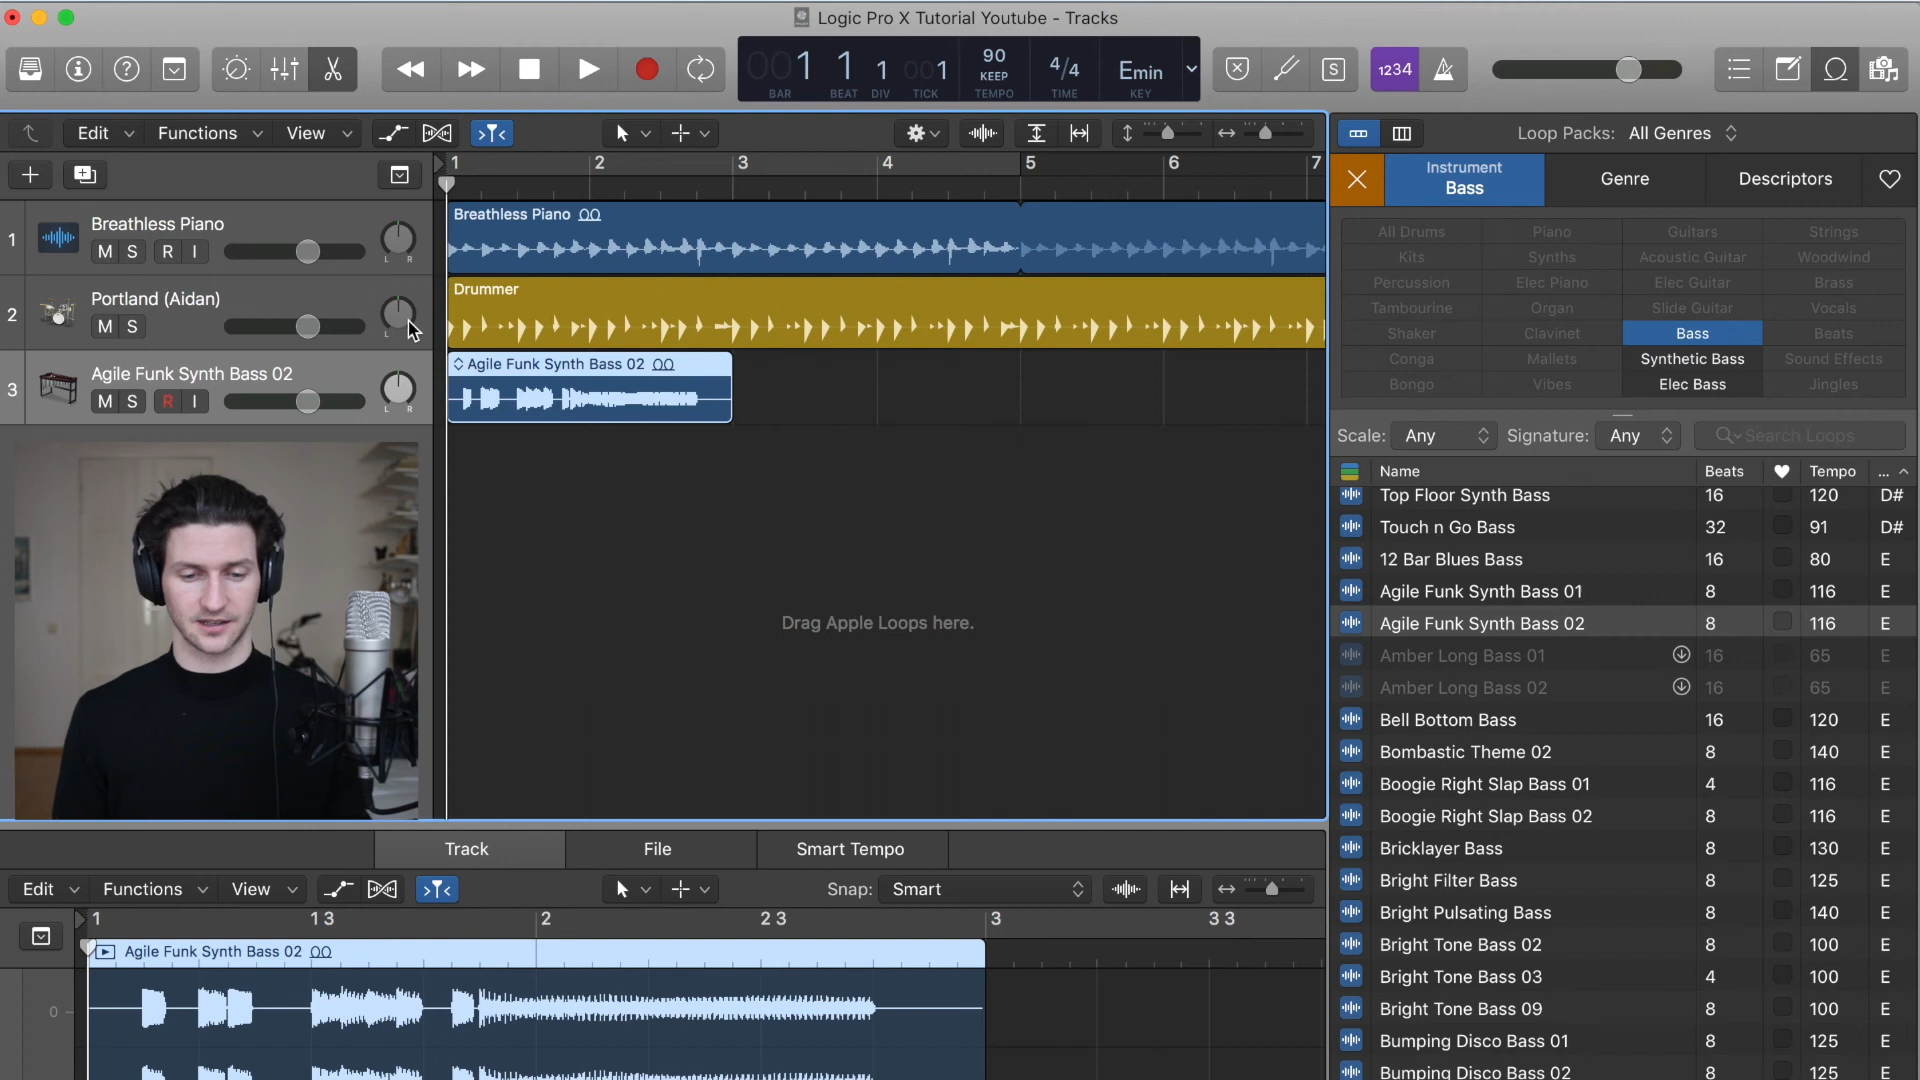 Logic Pro X Tutorial Youtube - Tracks
001 1 1 001
BAR BEAT DIV TICK
90
KEEP
TEMPO
4/4
TIME
Emin
KEY
S
1234
Edit Functions View
Loop Packs: All Genres
1 2 3 4 5 6 7
Instrument
Bass
Genre
Descriptors
1
Breathless Piano
M S R I
L R
Breathless Piano
2
Portland (Aidan)
M S
L
Drummer
3
Agile Funk Synth Bass 02
M S R I
L R
Agile Funk Synth Bass 02
Drag Apple Loops here.
All Drums Piano Guitars Strings
Kits Synths Acoustic Guitar Woodwind
Percussion Elec Piano Elec Guitar Brass
Tambourine Organ Slide Guitar Vocals
Shaker Clavinet Bass Beats
Conga Mallets Synthetic Bass Sound Effects
Bongo Vibes Elec Bass Jingles
Scale: Any Signature: Any Search Loops
Name Beats Tempo ...
Top Floor Synth Bass 16 120 D#
Touch n Go Bass 32 91 D#
12 Bar Blues Bass 16 80 E
Agile Funk Synth Bass 01 8 116 E
Agile Funk Synth Bass 02 8 116 E
Amber Long Bass 01 16 65 E
Amber Long Bass 02 16 65 E
Bell Bottom Bass 16 120 E
Bombastic Theme 02 8 140 E
Boogie Right Slap Bass 01 4 116 E
Boogie Right Slap Bass 02 8 116 E
Bricklayer Bass 8 130 E
Bright Filter Bass 8 125 E
Bright Pulsating Bass 8 140 E
Bright Tone Bass 02 8 100 E
Bright Tone Bass 03 4 100 E
Bright Tone Bass 09 8 100 E
Bumping Disco Bass 01 8 125 E
Bumping Disco Bass 02 8 125 E
Track File Smart Tempo
Edit Functions View Snap: Smart
1 1 3 2 2 3 3 3 3
Agile Funk Synth Bass 02
0